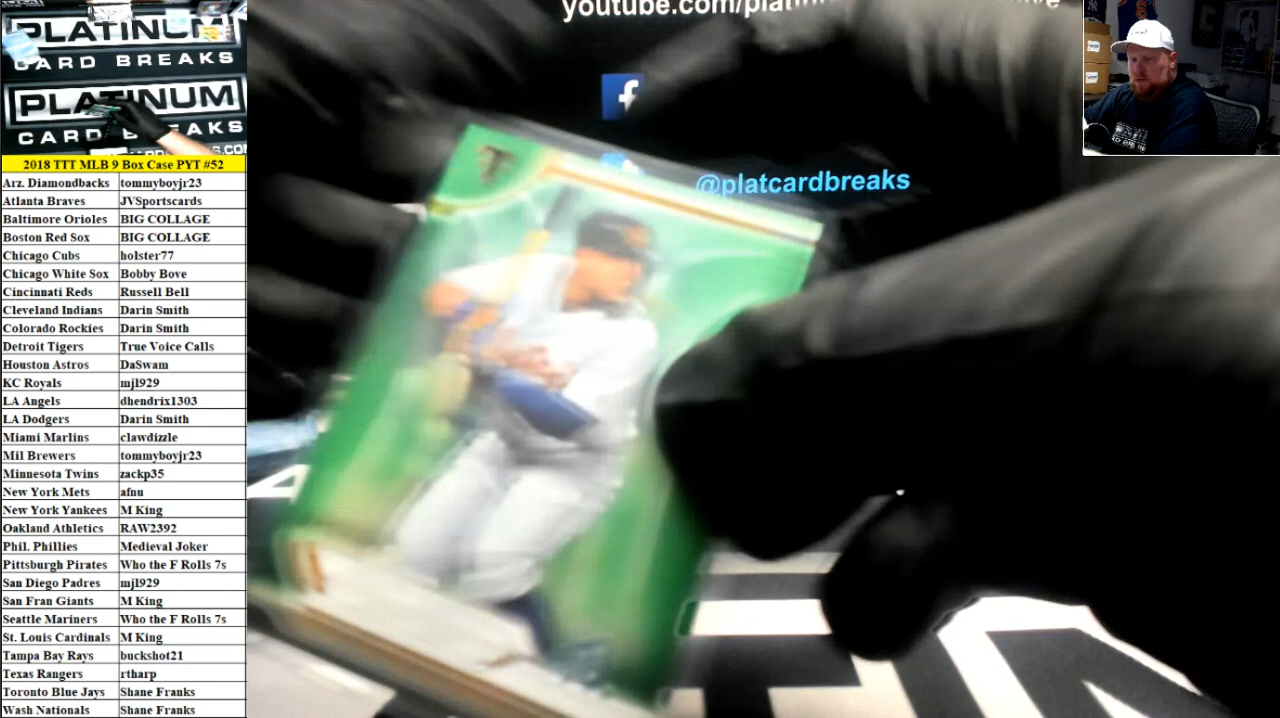 PLATINUM
CARD BREAKS
PLATINUM
CARD BREAKS
2018 TTT MLB 9 Box Case PYT #52
Arz. Diamondbacks tommyboyjr23
Atlanta Braves JVSportscards
Baltimore Orioles BIG COLLAGE
Boston Red Sox BIG COLLAGE
Chicago Cubs holster77
Chicago White Sox Bobby Bove
Cincinnati Reds Russell Bell
Cleveland Indians Darin Smith
Colorado Rockies Darin Smith
Detroit Tigers True Voice Calls
Houston Astros DaSwam
KC Royals mjl929
LA Angels dhendrix1303
LA Dodgers Darin Smith
Miami Marlins clawdizzle
Mil Brewers tommyboyjr23
Minnesota Twins zackp35
New York Mets afnu
New York Yankees M King
Oakland Athletics RAW2392
Phil. Phillies Medieval Joker
Pittsburgh Pirates Who the F Rolls 7s
San Diego Padres mjl929
San Fran Giants M King
Seattle Mariners Who the F Rolls 7s
St. Louis Cardinals M King
Tampa Bay Rays buckshot21
Texas Rangers rtharp
Toronto Blue Jays Shane Franks
Wash Nationals Shane Franks
youtube.com/
f
@platcardbreaks